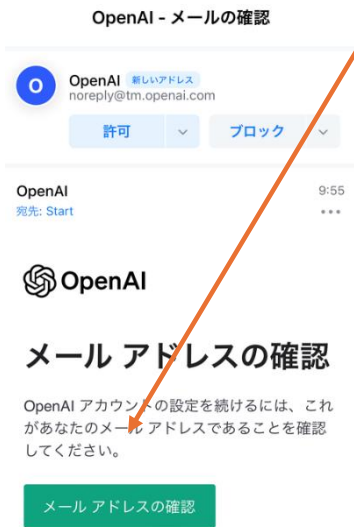 OpenAI - メールの確認
O
OpenAI 新しいアドレス
noreply@tm.openai.com
許可 ブロック
OpenAI 9:55
宛先: Start
OpenAI
メール アドレスの確認
OpenAI アカウントの設定を続けるには、これ
があなたのメール アドレスであることを確認
してください。
メール アドレスの確認